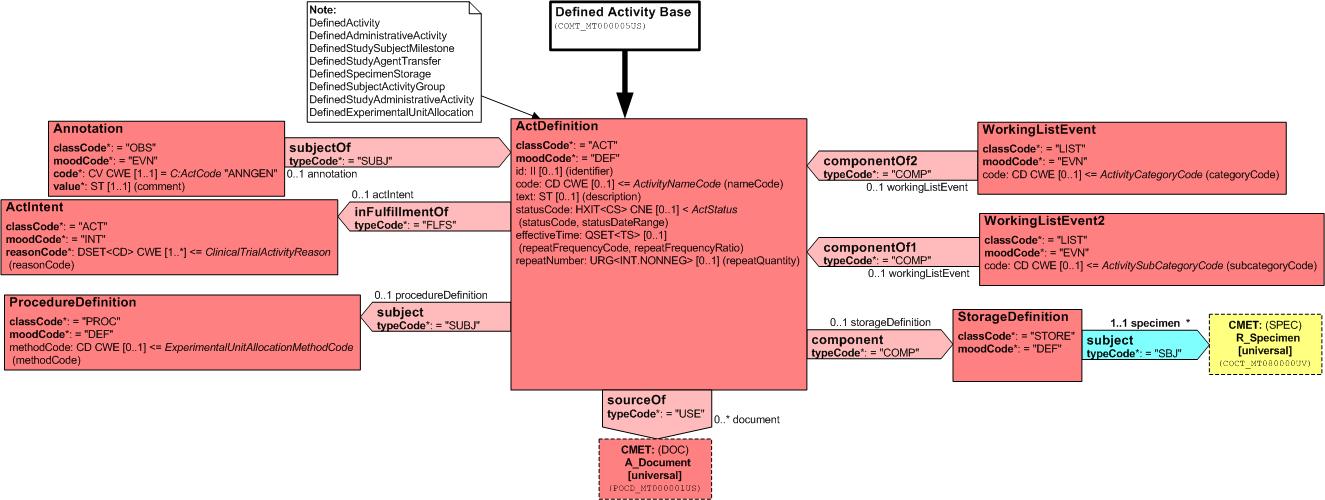 Note:
DefinedActivity
DefinedAdministrativeActivity
DefinedStudySubjectMilestone
DefinedStudyAgentTransfer
DefinedSpecimenStorage
DefinedSubjectActivityGroup
DefinedStudyAdministrativeActivity
DefinedExperimentalUnitAllocation
Defined Activity Base
(COMT_MT000005US)
Annotation
classCode*: = "OBS"
moodCode*: = "EVN"
code*: CV CWE [1..1] = C:ActCode "ANNGEN"
value*: ST [1..1] (comment)
subjectOf
typeCode*: = "SUBJ"
0..1 annotation
ActIntent
classCode*: = "ACT"
moodCode*: = "INT"
reasonCode*: DSET<CD> CWE [1..*] <= ClinicalTrialActivityReason
(reasonCode)
0..1 actIntent
inFulfillmentOf
typeCode*: = "FLFS"
ProcedureDefinition
classCode*: = "PROC"
moodCode*: = "DEF"
methodCode: CD CWE [0..1] <= ExperimentalUnitAllocationMethodCode
(methodCode)
0..1 procedureDefinition
subject
typeCode*: = "SUBJ"
ActDefinition
classCode*: = "ACT"
moodCode*: = "DEF"
id: II [0..1] (identifier)
code: CD CWE [0..1] <= ActivityNameCode (nameCode)
text: ST [0..1] (description)
statusCode: HXIT<CS> CNE [0..1] < ActStatus
(statusCode, statusDateRange)
effectiveTime: QSET<TS> [0..1]
(repeatFrequencyCode, repeatFrequencyRatio)
repeatNumber: URG<INT.NONNEG> [0..1] (repeatQuantity)
componentOf2
typeCode*: = "COMP"
0..1 workingListEvent
WorkingListEvent
classCode*: = "LIST"
moodCode*: = "EVN"
code: CD CWE [0..1] <= ActivityCategoryCode (categoryCode)
componentOf1
typeCode*: = "COMP"
0..1 workingListEvent
WorkingListEvent2
classCode*: = "LIST"
moodCode*: = "EVN"
code: CD CWE [0..1] <= ActivitySubCategoryCode (subcategoryCode)
0..1 storageDefinition
component
typeCode*: = "COMP"
StorageDefinition
classCode*: = "STORE"
moodCode*: = "DEF"
1..1 specimen *
subject
typeCode*: = "SBJ"
CMET: (SPEC)
R_Specimen
[universal]
(COCT_MT080000UV)
sourceOf
typeCode*: = "USE"
0..* document
CMET: (DOC)
A_Document
[universal]
(POCD_MT000001US)